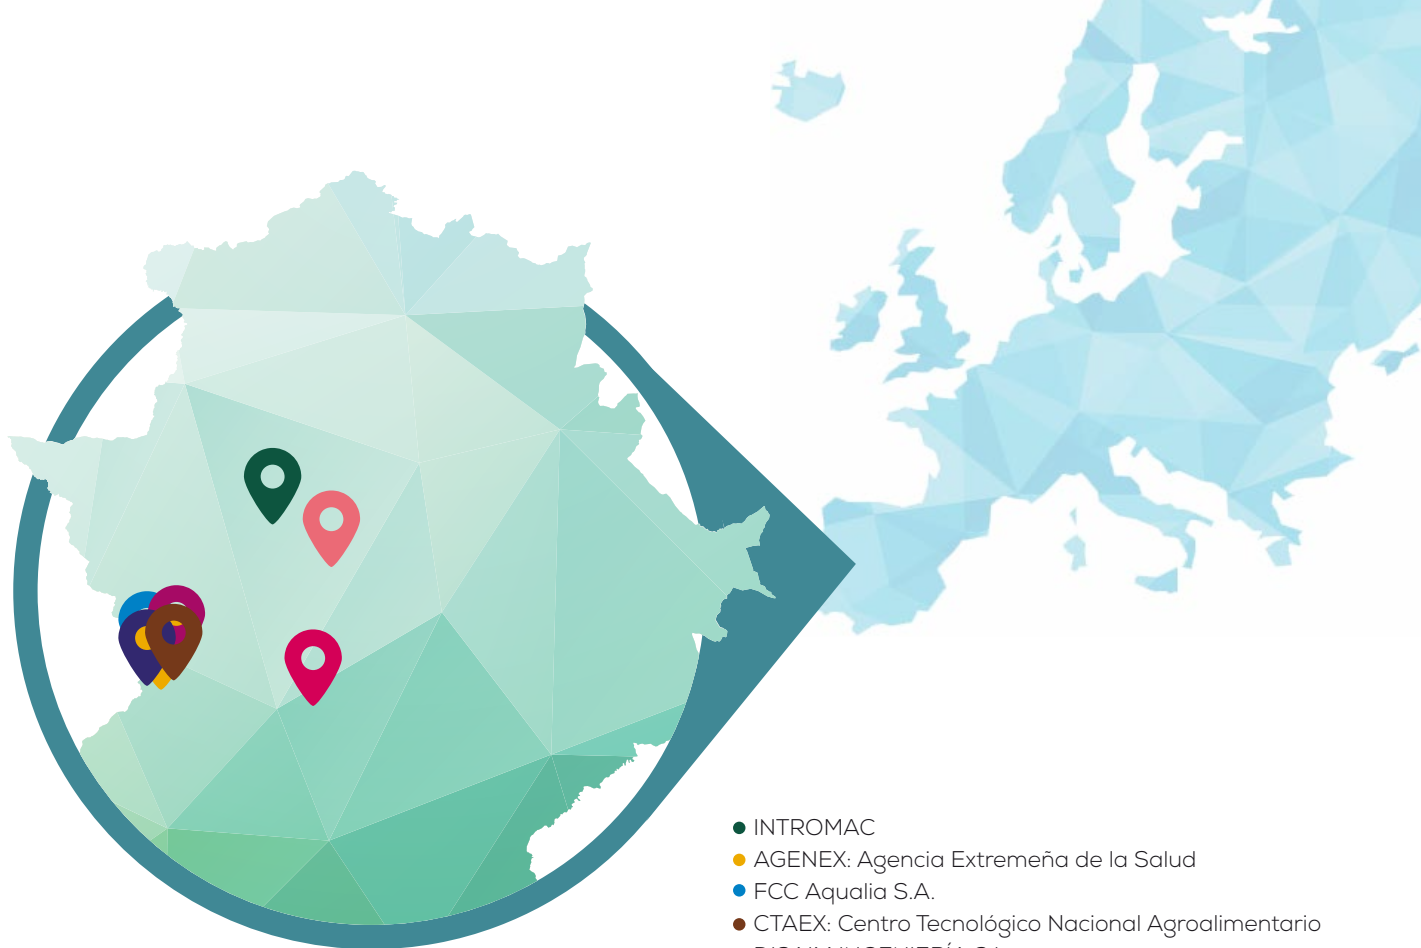 INTROMAC
AGENEX: Agencia Extremeña de la Salud
FCC Aqualia S.A.
CTAEX: Centro Tecnológico Nacional Agroalimentario